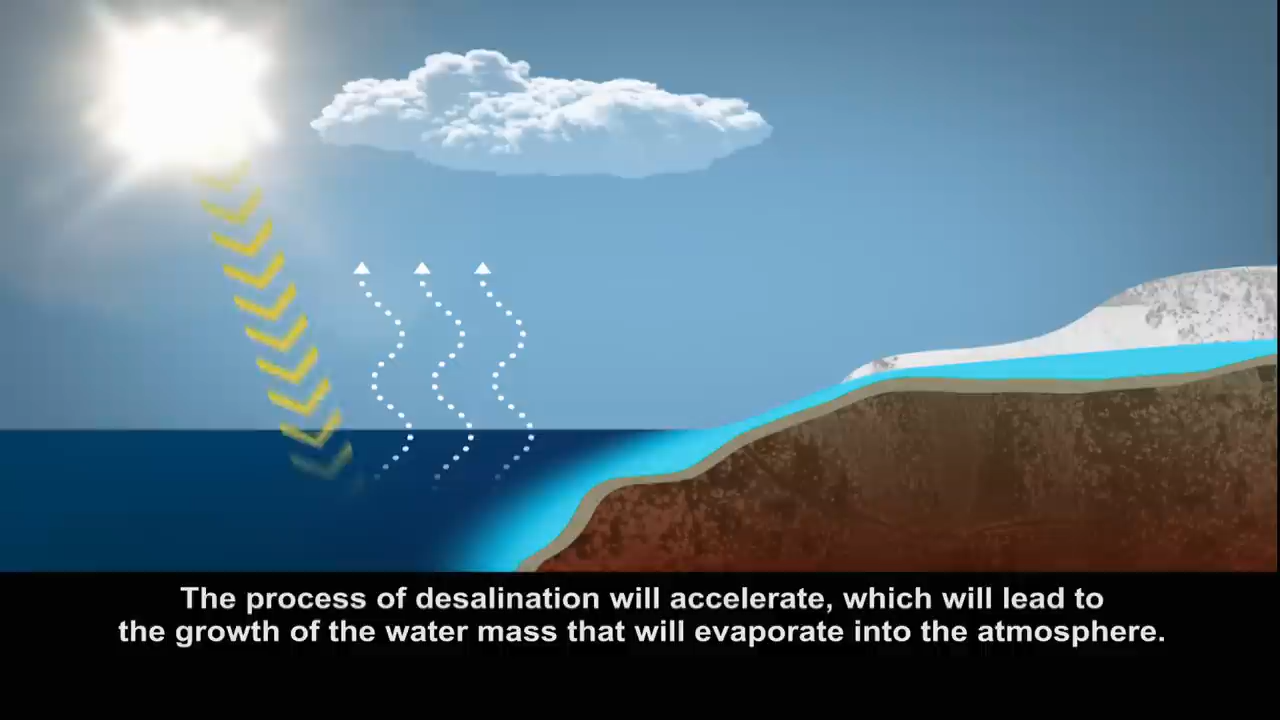 The process of desalination will accelerate, which will lead to
the growth of the water mass that will evaporate into the atmosphere.